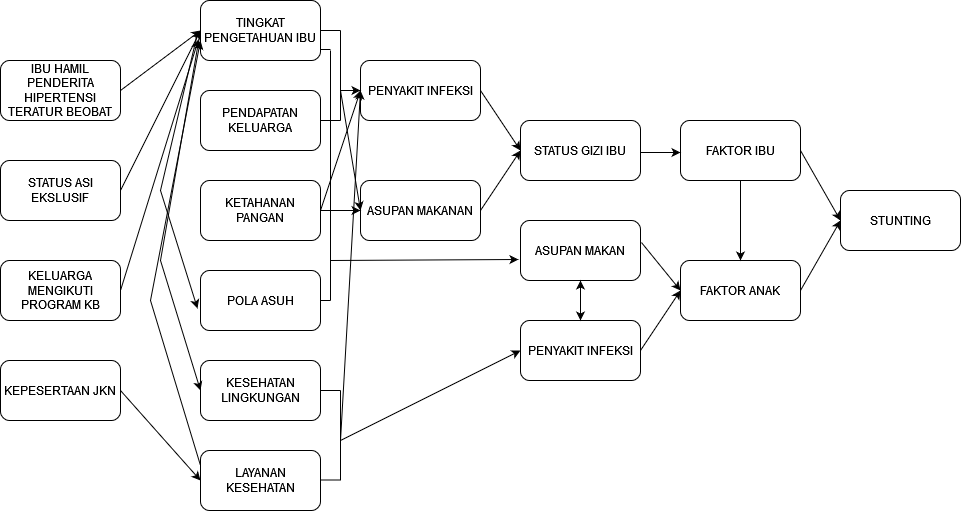 TINGKAT
PENGETAHUAN IBU
IBU HAMIL
PENDERITA
HIPERTENSI
TERATUR BEOBAT
PENDAPATAN
KELUARGA
PENYAKIT INFEKSI
STATUS GIZI IBU
FAKTOR IBU
STATUS ASI
EKSLUSIF
KETAHANAN
PANGAN
ASUPAN MAKANAN
STUNTING
ASUPAN MAKAN
KELUARGA
MENGIKUTI
PROGRAM KB
POLA ASUH
FAKTOR ANAK
PENYAKIT INFEKSI
KEPESERTAAN JKN
KESEHATAN
LINGKUNGAN
LAYANAN
KESEHATAN